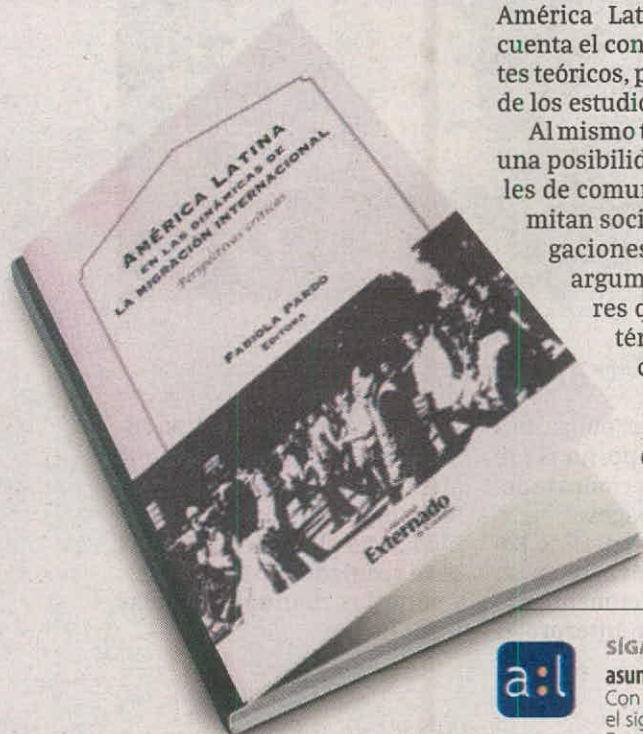 AMÉRICA LATINA
EN LAS DINÁMICAS DE
LA MIGRACIÓN INTERNACIONAL
Perspectivas críticas
FABIOLA PARDO
EDITORA
Externado
América Lat
cuenta el con
tes teóricos, p
de los estudio
Al mismo t
una posibilid
les de comun
mitan soci
gaciones
argum
res q
tér
a:l
SÍGA
asun
Con
el sig